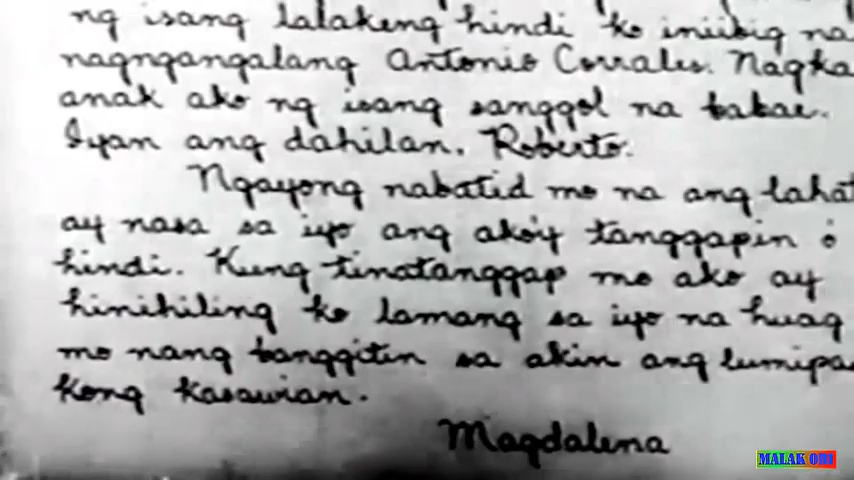 ng isang lalakeng hindi ko iniibig na
nagngangalang Antonio Corrales. Nagka
anak ako ng isang sanggol na babae.
Iyan ang dahilan, Roberto.
Ngayong nabatid mo na ang lahat
ay nasa sa iyo ang ako'y tanggapin ó
hindi. Kung tinatanggap mo ako ay
hinihiling ko lamang sa iyo na huag
mo nang banggitin sa akin ang lumipas
kong kasawian.
Magdalena
MALAK